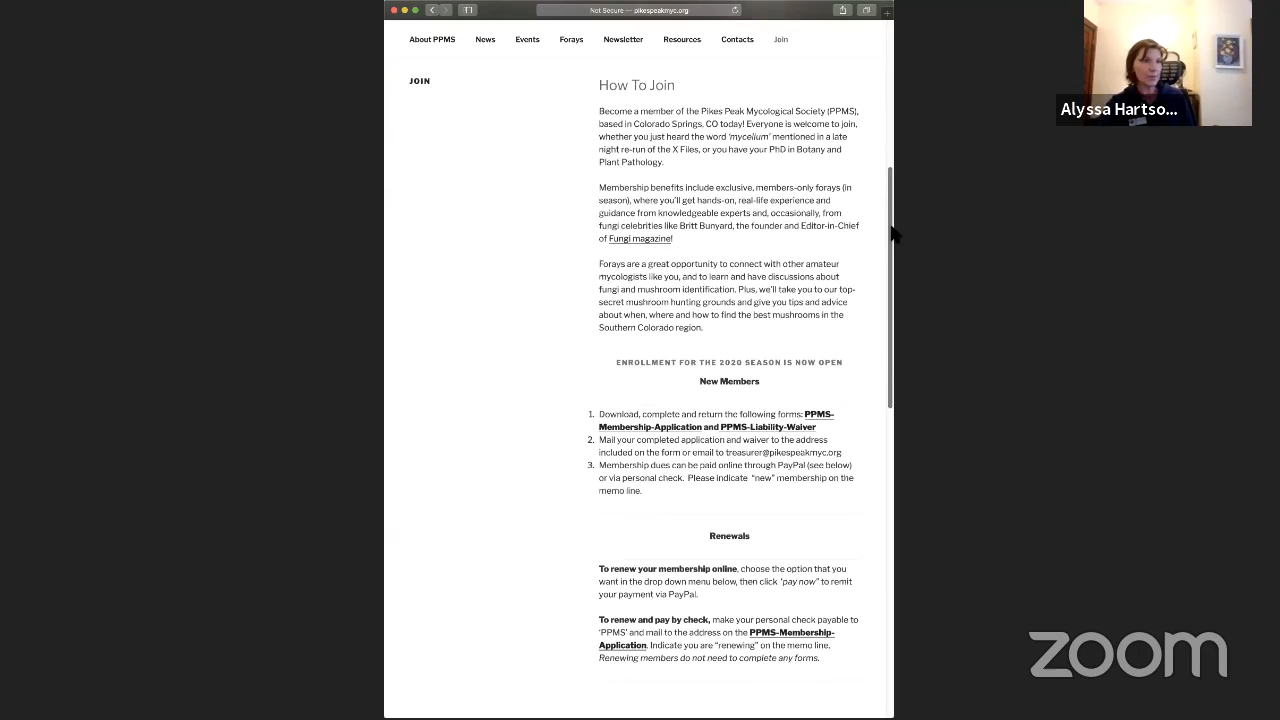 Not Secure — pikespeakmyc.org
About PPMS News Events Forays Newsletter Resources Contacts Join
JOIN
How To Join
Become a member of the Pikes Peak Mycological Society (PPMS),
based in Colorado Springs, CO today! Everyone is welcome to join,
whether you just heard the word ‘mycelium’ mentioned in a late
night re-run of the X Files, or you have your PhD in Botany and
Plant Pathology.
Membership benefits include exclusive, members-only forays (in
season), where you’ll get hands-on, real-life experience and
guidance from knowledgeable experts and, occasionally, from
fungi celebrities like Britt Bunyard, the founder and Editor-in-Chief
of Fungi magazine!
Forays are a great opportunity to connect with other amateur
mycologists like you, and to learn and have discussions about
fungi and mushroom identification. Plus, we’ll take you to our top-
secret mushroom hunting grounds and give you tips and advice
about when, where and how to find the best mushrooms in the
Southern Colorado region.
ENROLLMENT FOR THE 2020 SEASON IS NOW OPEN
New Members
1. Download, complete and return the following forms: PPMS-
Membership-Application and PPMS-Liability-Waiver
2. Mail your completed application and waiver to the address
included on the form or email to treasurer@pikespeakmyc.org
3. Membership dues can be paid online through PayPal (see below)
or via personal check. Please indicate “new” membership on the
memo line.
Renewals
To renew your membership online, choose the option that you
want in the drop down menu below, then click ‘pay now” to remit
your payment via PayPal.
To renew and pay by check, make your personal check payable to
‘PPMS’ and mail to the address on the PPMS-Membership-
Application. Indicate you are “renewing” on the memo line.
Renewing members do not need to complete any forms.
Alyssa Hartso...
zoom